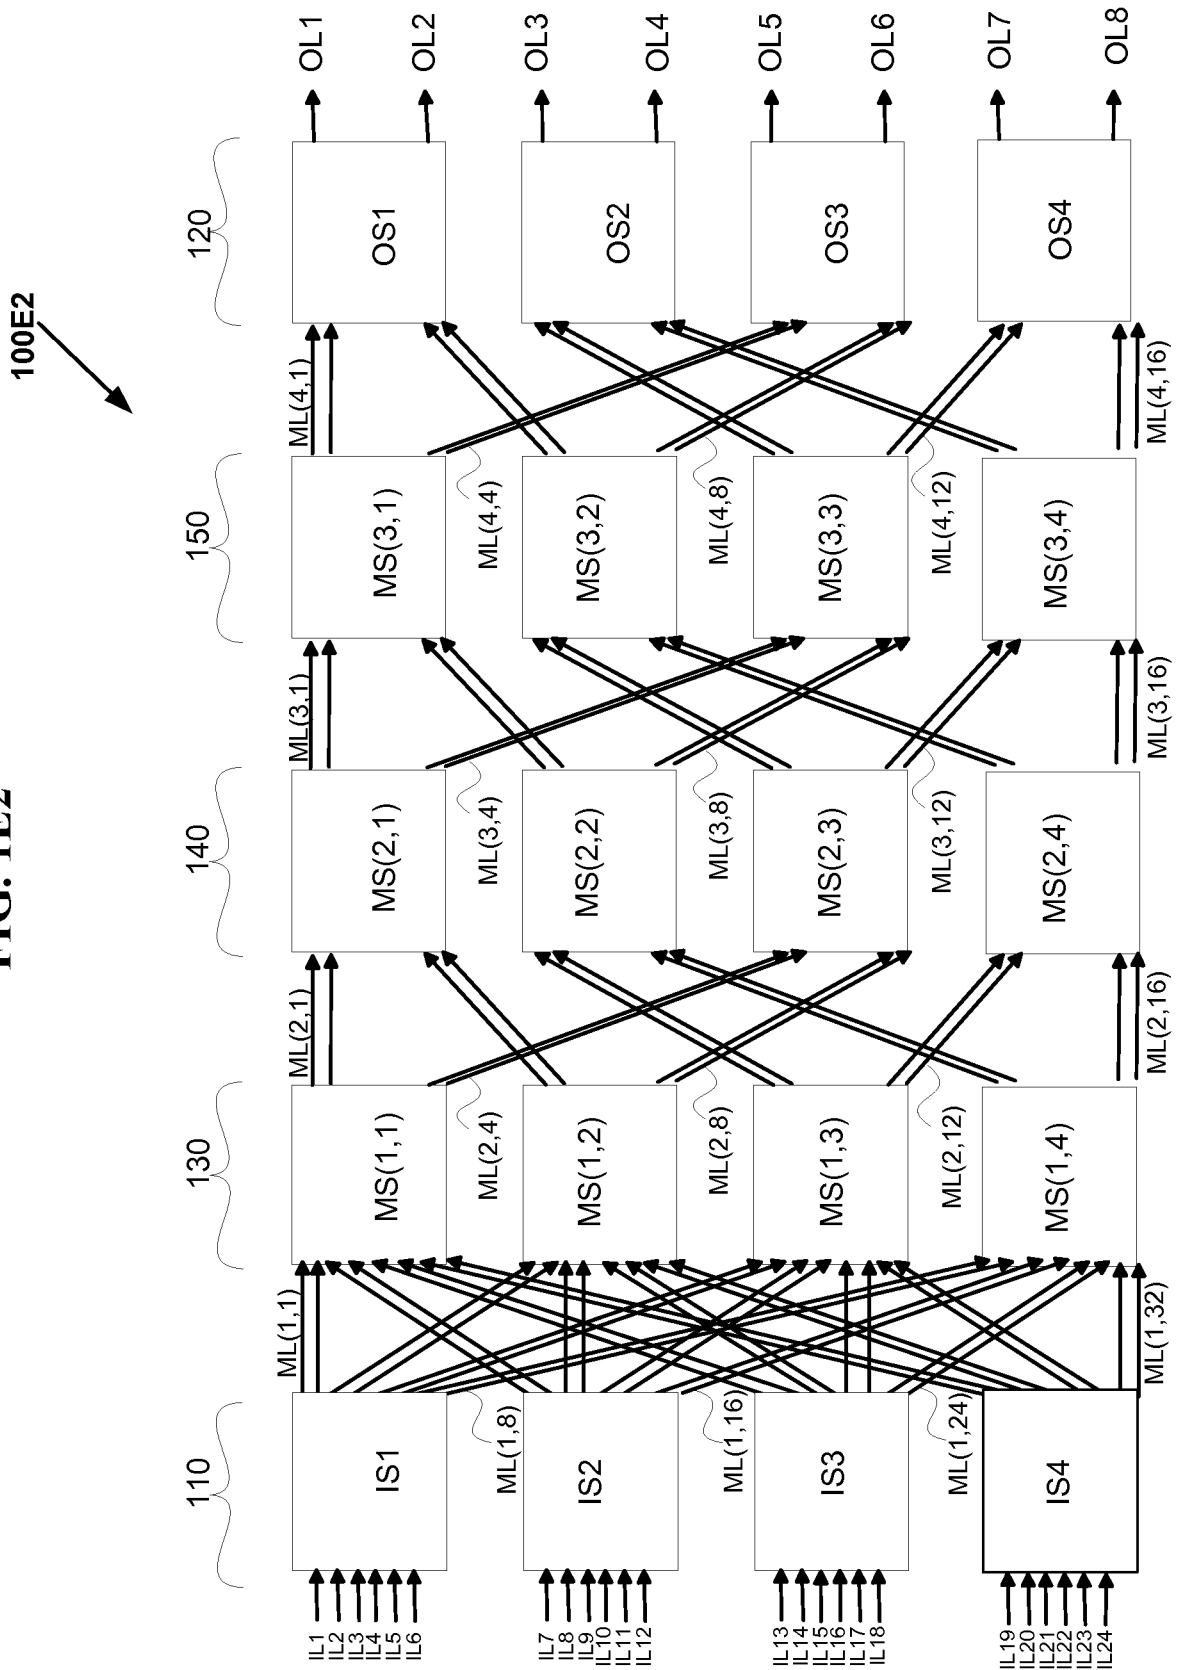 FIG. 1E2
100E2
110
130
140
150
120
ML(1,1)
ML(2,1)
ML(3,1)
ML(4,1)
IL1
IL2
IL3
IL4
IL5
IL6
IS1
MS(1,1)
MS(2,1)
MS(3,1)
OS1
OL1
OL2
ML(1,8)
ML(2,4)
ML(3,4)
ML(4,4)
IL7
IL8
IL9
IL10
IL11
IL12
IS2
MS(1,2)
MS(2,2)
MS(3,2)
OS2
OL3
OL4
ML(1,16)
ML(2,8)
ML(3,8)
ML(4,8)
IL13
IL14
IL15
IL16
IL17
IL18
IS3
MS(1,3)
MS(2,3)
MS(3,3)
OS3
OL5
OL6
ML(1,24)
ML(2,12)
ML(3,12)
ML(4,12)
IL19
IL20
IL21
IL22
IL23
IL24
IS4
MS(1,4)
MS(2,4)
MS(3,4)
OS4
OL7
OL8
ML(1,32)
ML(2,16)
ML(3,16)
ML(4,16)